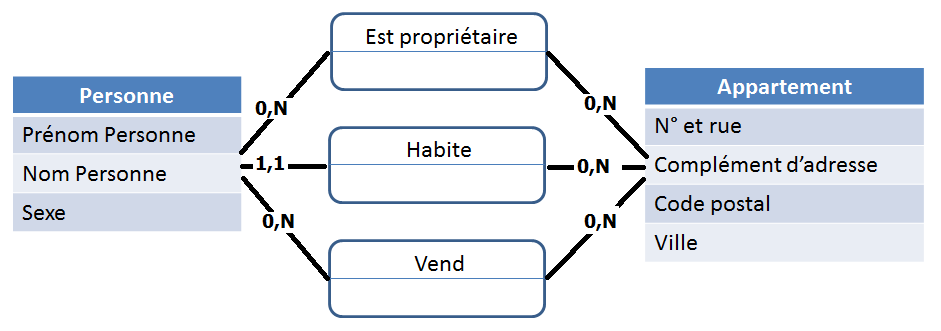 Personne
Prénom Personne
Nom Personne
Sexe
Est propriétaire
Habite
Vend
0,N
1,1
0,N
0,N
0,N
0,N
Appartement
N° et rue
Complément d’adresse
Code postal
Ville